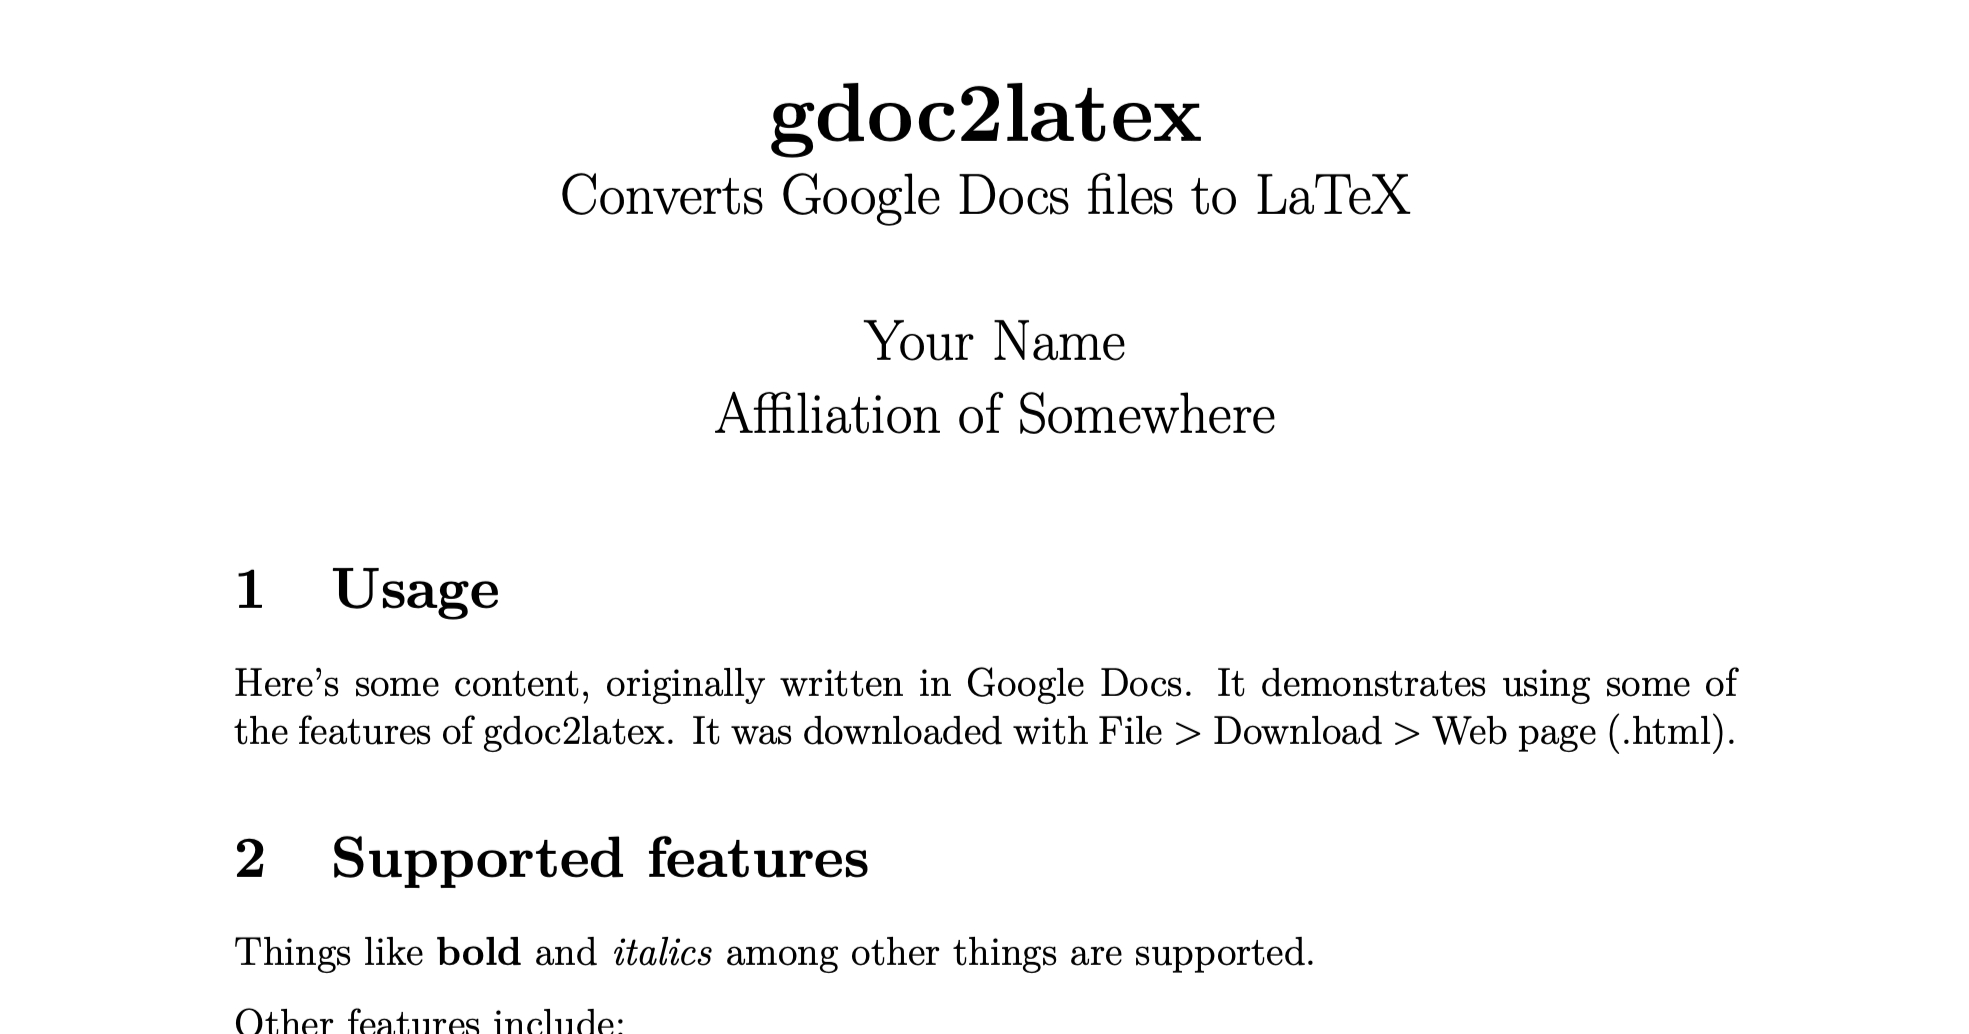 gdoc2latex
Converts Google Docs files to LaTeX
Your Name
Affiliation of Somewhere
1 Usage
Here's some content, originally written in Google Docs. It demonstrates using some of
the features of gdoc2latex. It was downloaded with File > Download > Web page (.html).
2 Supported features
Things like bold and italics among other things are supported.
Other features include: